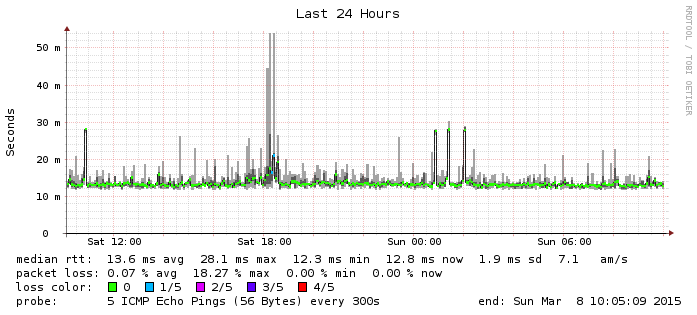 Last 24 Hours
RRDTOOL / TOBI OETIKER
Seconds
50 m
40 m
30 m
20 m
10 m
0
Sat 12:00 Sat 18:00 Sun 00:00 Sun 06:00
median rtt: 13.6 ms avg 28.1 ms max 12.3 ms min 12.8 ms now 1.9 ms sd 7.1 am/s
packet loss: 0.07 % avg 18.27 % max 0.00 % min 0.00 % now
loss color: 0 1/5 2/5 3/5 4/5
probe: 5 ICMP Echo Pings (56 Bytes) every 300s end: Sun Mar 8 10:05:09 2015